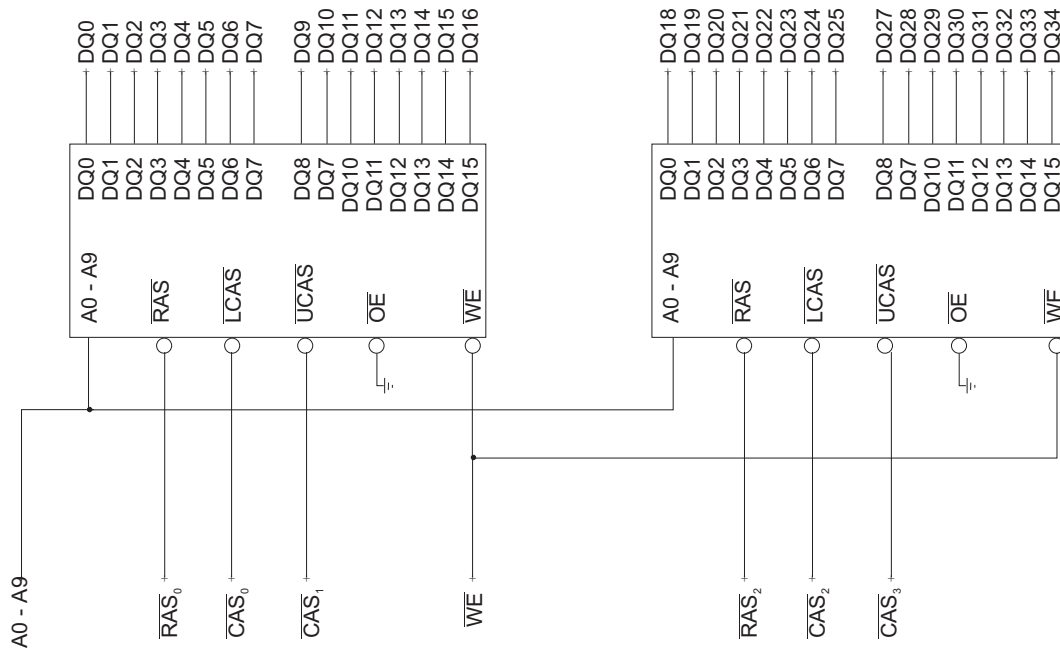 A0 - A9
RAS₀
CAS₀
CAS₁
WE
RAS₂
CAS₂
CAS₃
A0 - A9
RAS
LCAS
UCAS
OE
WE
DQ0
DQ1
DQ2
DQ3
DQ4
DQ5
DQ6
DQ7
DQ8
DQ7
DQ10
DQ11
DQ12
DQ13
DQ14
DQ15
DQ0
DQ1
DQ2
DQ3
DQ4
DQ5
DQ6
DQ7
DQ9
DQ10
DQ11
DQ12
DQ13
DQ14
DQ15
DQ16
A0 - A9
RAS
LCAS
UCAS
OE
WE
DQ0
DQ1
DQ2
DQ3
DQ4
DQ5
DQ6
DQ7
DQ8
DQ7
DQ10
DQ11
DQ12
DQ13
DQ14
DQ15
DQ18
DQ19
DQ20
DQ21
DQ22
DQ23
DQ24
DQ25
DQ27
DQ28
DQ29
DQ30
DQ31
DQ32
DQ33
DQ34